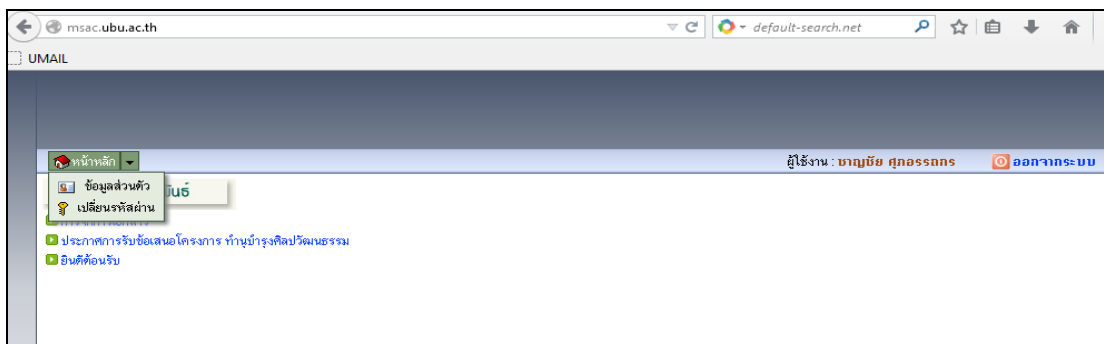 msac.ubu.ac.th default-search.net
UMAIL
หน้าหลัก ผู้ใช้งาน : ชาญชัย ศุภอรรถกร ออกจากระบบ
ข้อมูลส่วนตัว
เปลี่ยนรหัสผ่าน
ประกาศการรับข้อเสนอโครงการ ทำนุบำรุงศิลปวัฒนธรรม
ยินดีต้อนรับ